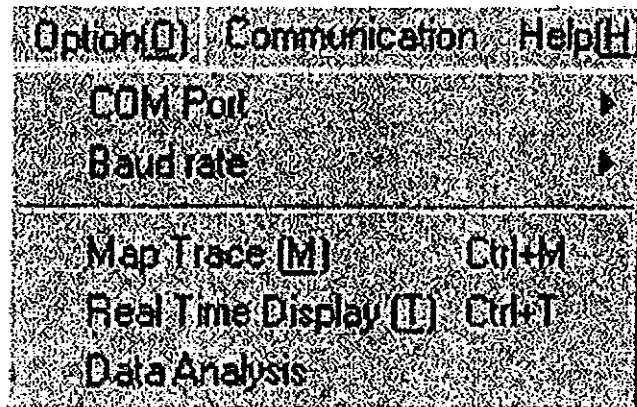 Option(O) Communication Help(H
COM Port
Baud rate
Map Trace (M) Ctrl+M
Real Time Display (T) Ctrl+T
Data Analysis